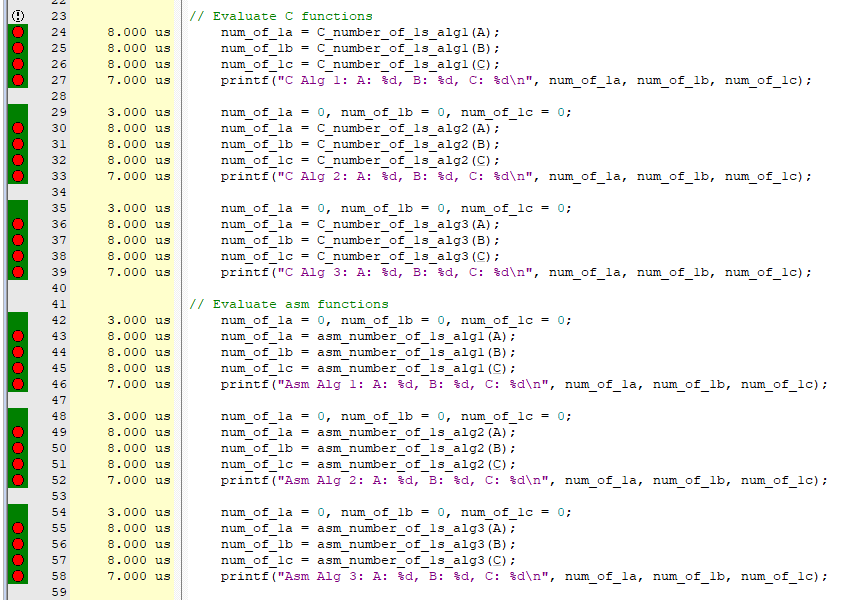 22
23 // Evaluate C functions
24 8.000 us num_of_1a = C_number_of_1s_alg1(A);
25 8.000 us num_of_1b = C_number_of_1s_alg1(B);
26 8.000 us num_of_1c = C_number_of_1s_alg1(C);
27 7.000 us printf("C Alg 1: A: %d, B: %d, C: %d\n", num_of_1a, num_of_1b, num_of_1c);
28
29 3.000 us num_of_1a = 0, num_of_1b = 0, num_of_1c = 0;
30 8.000 us num_of_1a = C_number_of_1s_alg2(A);
31 8.000 us num_of_1b = C_number_of_1s_alg2(B);
32 8.000 us num_of_1c = C_number_of_1s_alg2(C);
33 7.000 us printf("C Alg 2: A: %d, B: %d, C: %d\n", num_of_1a, num_of_1b, num_of_1c);
34
35 3.000 us num_of_1a = 0, num_of_1b = 0, num_of_1c = 0;
36 8.000 us num_of_1a = C_number_of_1s_alg3(A);
37 8.000 us num_of_1b = C_number_of_1s_alg3(B);
38 8.000 us num_of_1c = C_number_of_1s_alg3(C);
39 7.000 us printf("C Alg 3: A: %d, B: %d, C: %d\n", num_of_1a, num_of_1b, num_of_1c);
40
41 // Evaluate asm functions
42 3.000 us num_of_1a = 0, num_of_1b = 0, num_of_1c = 0;
43 8.000 us num_of_1a = asm_number_of_1s_alg1(A);
44 8.000 us num_of_1b = asm_number_of_1s_alg1(B);
45 8.000 us num_of_1c = asm_number_of_1s_alg1(C);
46 7.000 us printf("Asm Alg 1: A: %d, B: %d, C: %d\n", num_of_1a, num_of_1b, num_of_1c);
47
48 3.000 us num_of_1a = 0, num_of_1b = 0, num_of_1c = 0;
49 8.000 us num_of_1a = asm_number_of_1s_alg2(A);
50 8.000 us num_of_1b = asm_number_of_1s_alg2(B);
51 8.000 us num_of_1c = asm_number_of_1s_alg2(C);
52 7.000 us printf("Asm Alg 2: A: %d, B: %d, C: %d\n", num_of_1a, num_of_1b, num_of_1c);
53
54 3.000 us num_of_1a = 0, num_of_1b = 0, num_of_1c = 0;
55 8.000 us num_of_1a = asm_number_of_1s_alg3(A);
56 8.000 us num_of_1b = asm_number_of_1s_alg3(B);
57 8.000 us num_of_1c = asm_number_of_1s_alg3(C);
58 7.000 us printf("Asm Alg 3: A: %d, B: %d, C: %d\n", num_of_1a, num_of_1b, num_of_1c);
59